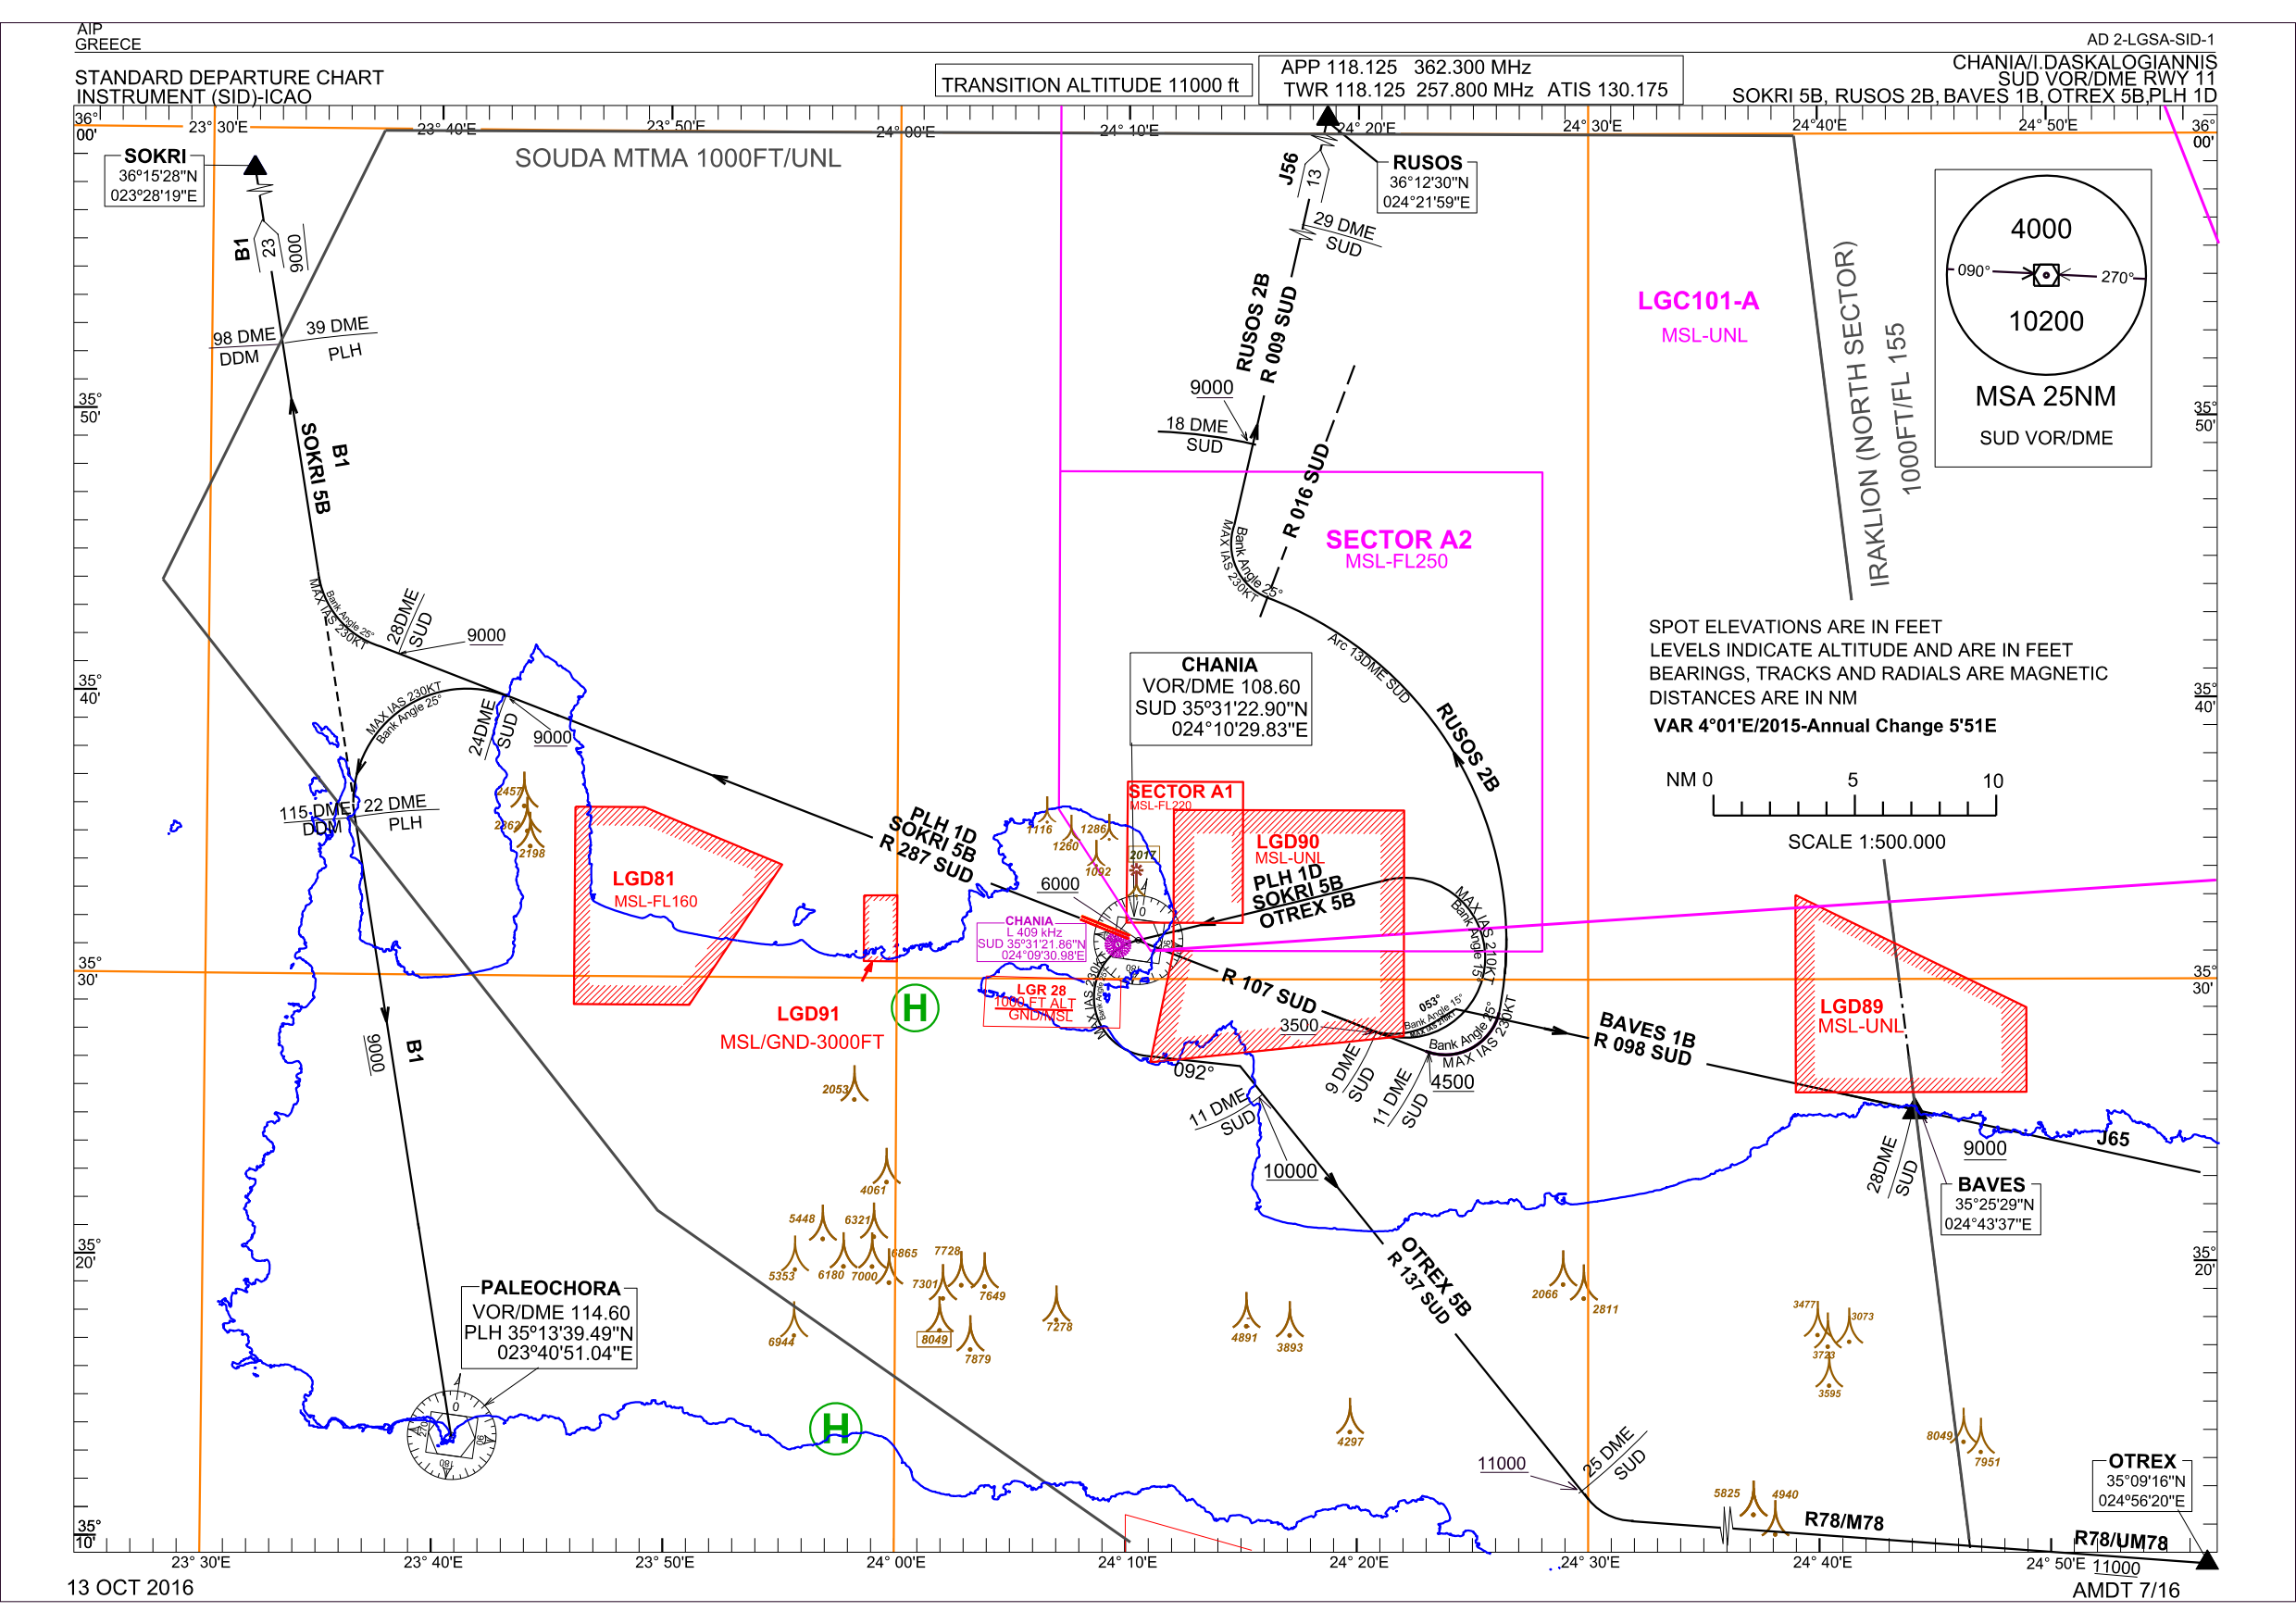 AIP
GREECE
AD 2-LGSA-SID-1
STANDARD DEPARTURE CHART
INSTRUMENT (SID)-ICAO
TRANSITION ALTITUDE 11000 ft
APP 118.125 362.300 MHz
TWR 118.125 257.800 MHz ATIS 130.175
CHANIA/I.DASKALOGIANNIS
SUD VOR/DME RWY 11
SOKRI 5B, RUSOS 2B, BAVES 1B, OTREX 5B,PLH 1D
36°
00'
23° 30'E
23° 40'E
23° 50'E
24° 00'E
24° 10'E
24° 20'E
24° 30'E
24° 40'E
24° 50'E
36°
00'
SOKRI
36º15'28"N
023º28'19"E
SOUDA MTMA 1000FT/UNL
J56
13
RUSOS
36°12'30"N
024°21'59"E
29 DME
SUD
B1
23
9000
98 DME
DDM
39 DME
PLH
RUSOS 2B
R 009 SUD
9000
18 DME
SUD
R 016 SUD
LGC101-A
MSL-UNL
IRAKLION (NORTH SECTOR)
1000FT/FL 155
4000
090°
270°
10200
MSA 25NM
SUD VOR/DME
35°
50'
35°
50'
B1
SOKRI 5B
Bank Angle 25°
MAX IAS 230KT
28DME
SUD
9000
Bank Angle 25°
MAX IAS 230KT
SECTOR A2
MSL-FL250
Arc 13DME SUD
RUSOS 2B
SPOT ELEVATIONS ARE IN FEET
LEVELS INDICATE ALTITUDE AND ARE IN FEET
BEARINGS, TRACKS AND RADIALS ARE MAGNETIC
DISTANCES ARE IN NM
VAR 4°01'E/2015-Annual Change 5'51E
NM 0
5
10
SCALE 1:500.000
35°
40'
35°
40'
MAX IAS 230KT
Bank Angle 25°
24DME
SUD
9000
CHANIA
VOR/DME 108.60
SUD 35°31'22.90"N
024°10'29.83"E
115 DME
DDM
22 DME
PLH
2457
2362
2198
PLH 1D
SOKRI 5B
R 287 SUD
LGD81
MSL-FL160
1116
1260
1286
1092
2017
SECTOR A1
MSL-FL220
LGD90
MSL-UNL
PLH 1D
SOKRI 5B
OTREX 5B
6000
CHANIA
L 409 kHz
SUD 35°31'21.86"N
024°09'30.98"E
MAX IAS 210KT
Bank Angle 15°
R 107 SUD
053°
Bank Angle 15°
3500
Bank Angle 25°
MAX IAS 230KT
4500
9 DME
SUD
11 DME
SUD
35°
30'
35°
30'
LGD91
MSL/GND-3000FT
H
LGR 28
1000 FT ALT
GND/MSL
MAX IAS 230KT
092°
11 DME
SUD
10000
BAVES 1B
R 098 SUD
LGD89
MSL-UNL
28DME
SUD
9000
J65
BAVES
35°25'29"N
024°43'37"E
9000
B1
2053
4061
5448
6321
5353
6180
7000
6865
7728
7301
7649
8049
7879
6944
7278
4891
3893
4297
2066
2811
3477
3073
3723
3595
8049
7951
5825
4940
35°
20'
35°
20'
OTREX 5B
R 137 SUD
PALEOCHORA
VOR/DME 114.60
PLH 35°13'39.49"N
023°40'51.04"E
0
180
H
11000
25 DME
SUD
R78/M78
R78/UM78
11000
OTREX
35°09'16"N
024°56'20"E
35°
10'
23° 30'E
23° 40'E
23° 50'E
24° 00'E
24° 10'E
24° 20'E
24° 30'E
24° 40'E
24° 50'E
13 OCT 2016
AMDT 7/16